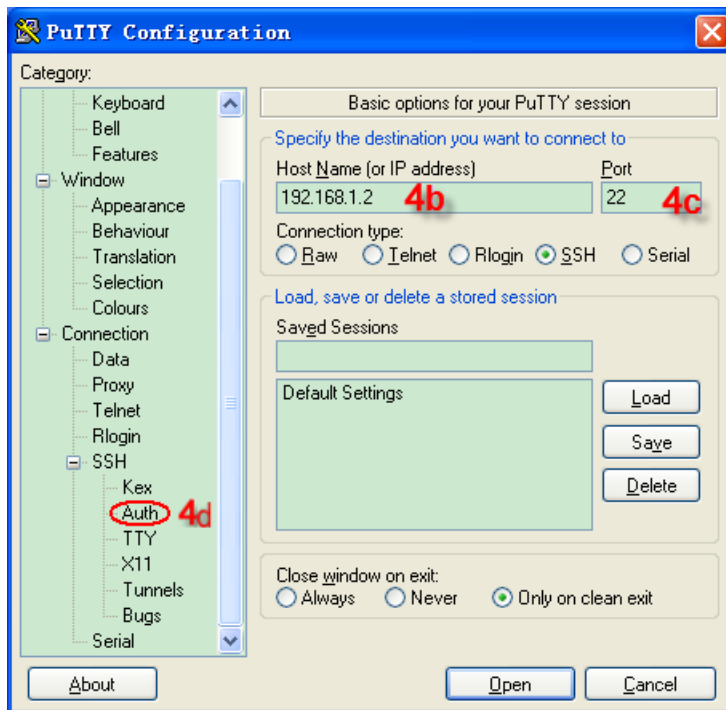 PuTTY Configuration
Category:
Keyboard
Bell
Features
Window
Appearance
Behaviour
Translation
Selection
Colours
Connection
Data
Proxy
Telnet
Rlogin
SSH
Kex
Auth 4d
TTY
X11
Tunnels
Bugs
Serial
Basic options for your PuTTY session
Specify the destination you want to connect to
Host Name (or IP address) Port
192.168.1.2 4b 22 4c
Connection type:
Raw Telnet Rlogin SSH Serial
Load, save or delete a stored session
Saved Sessions
Default Settings
Load
Save
Delete
Close window on exit:
Always Never Only on clean exit
About Open Cancel